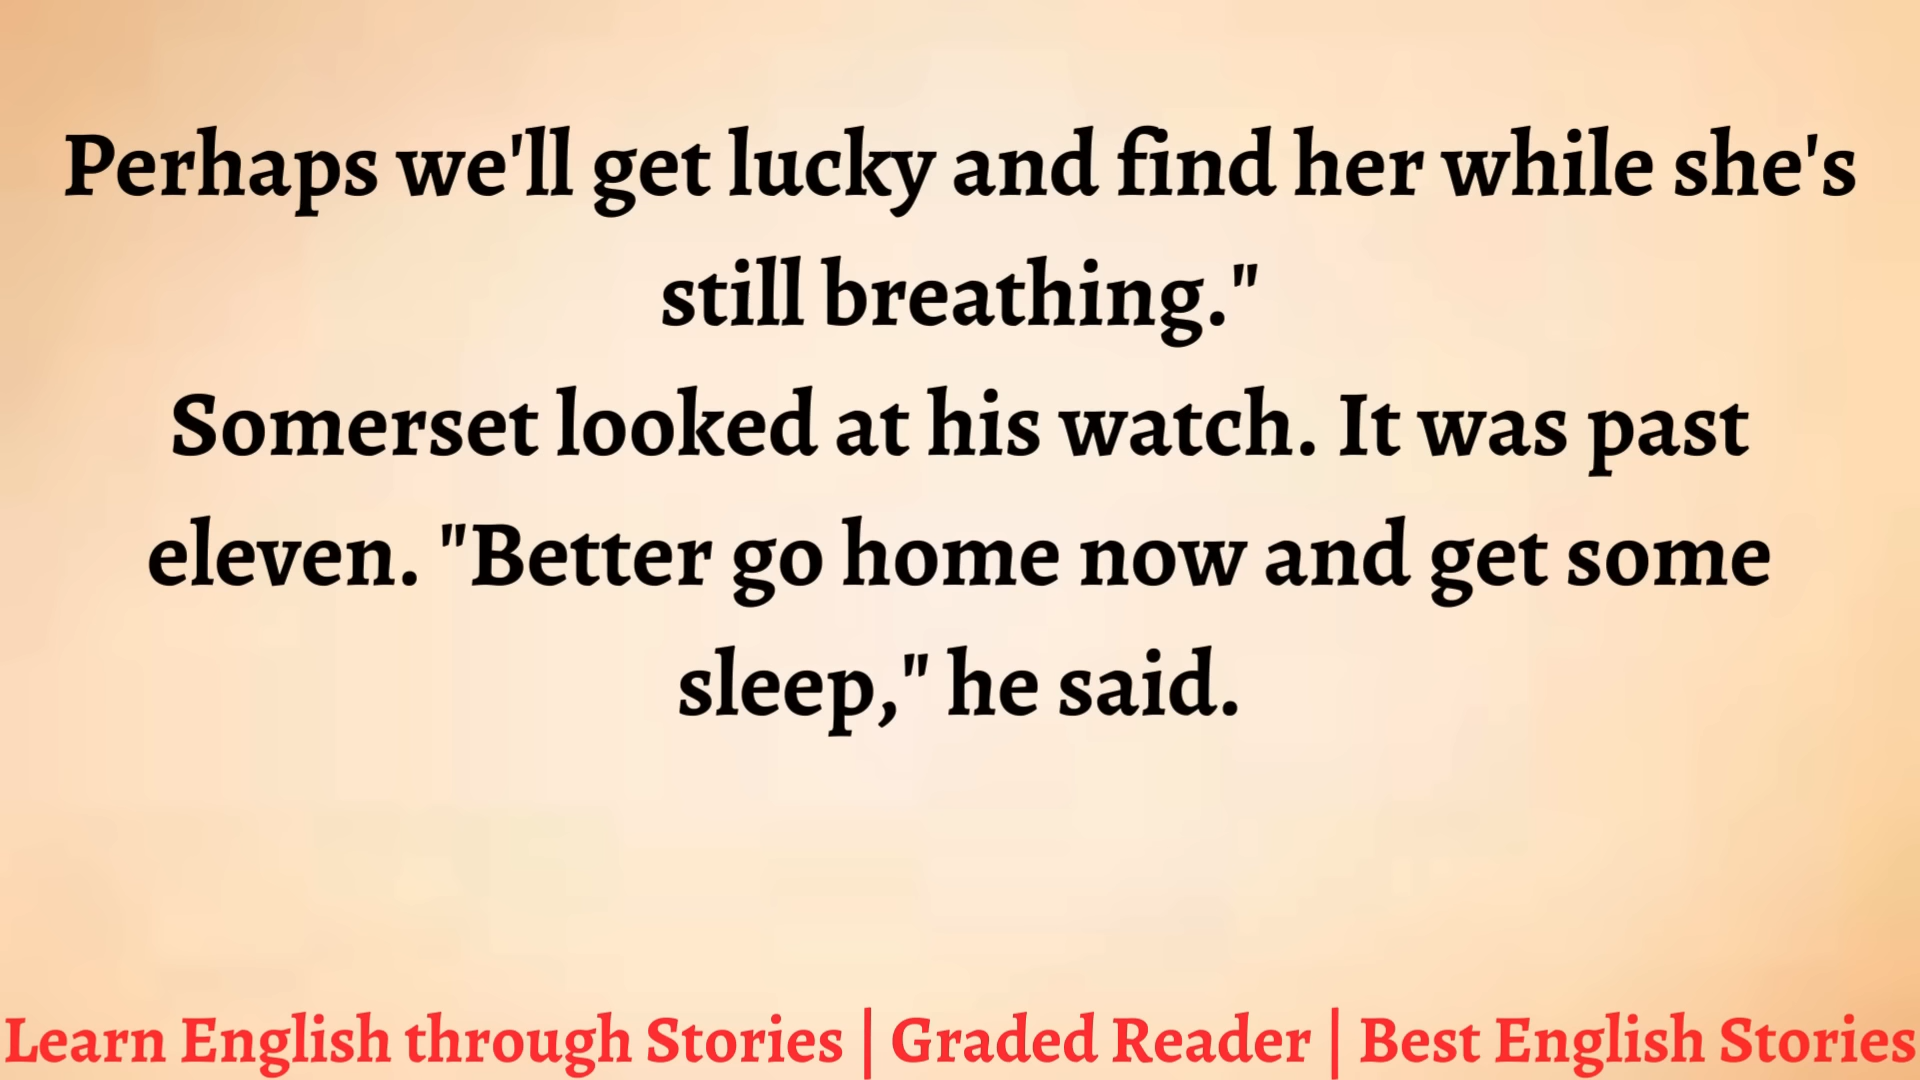 Perhaps we'll get lucky and find her while she's
still breathing."
Somerset looked at his watch. It was past
eleven. "Better go home now and get some
sleep," he said.
Learn English through Stories | Graded Reader | Best English Stories